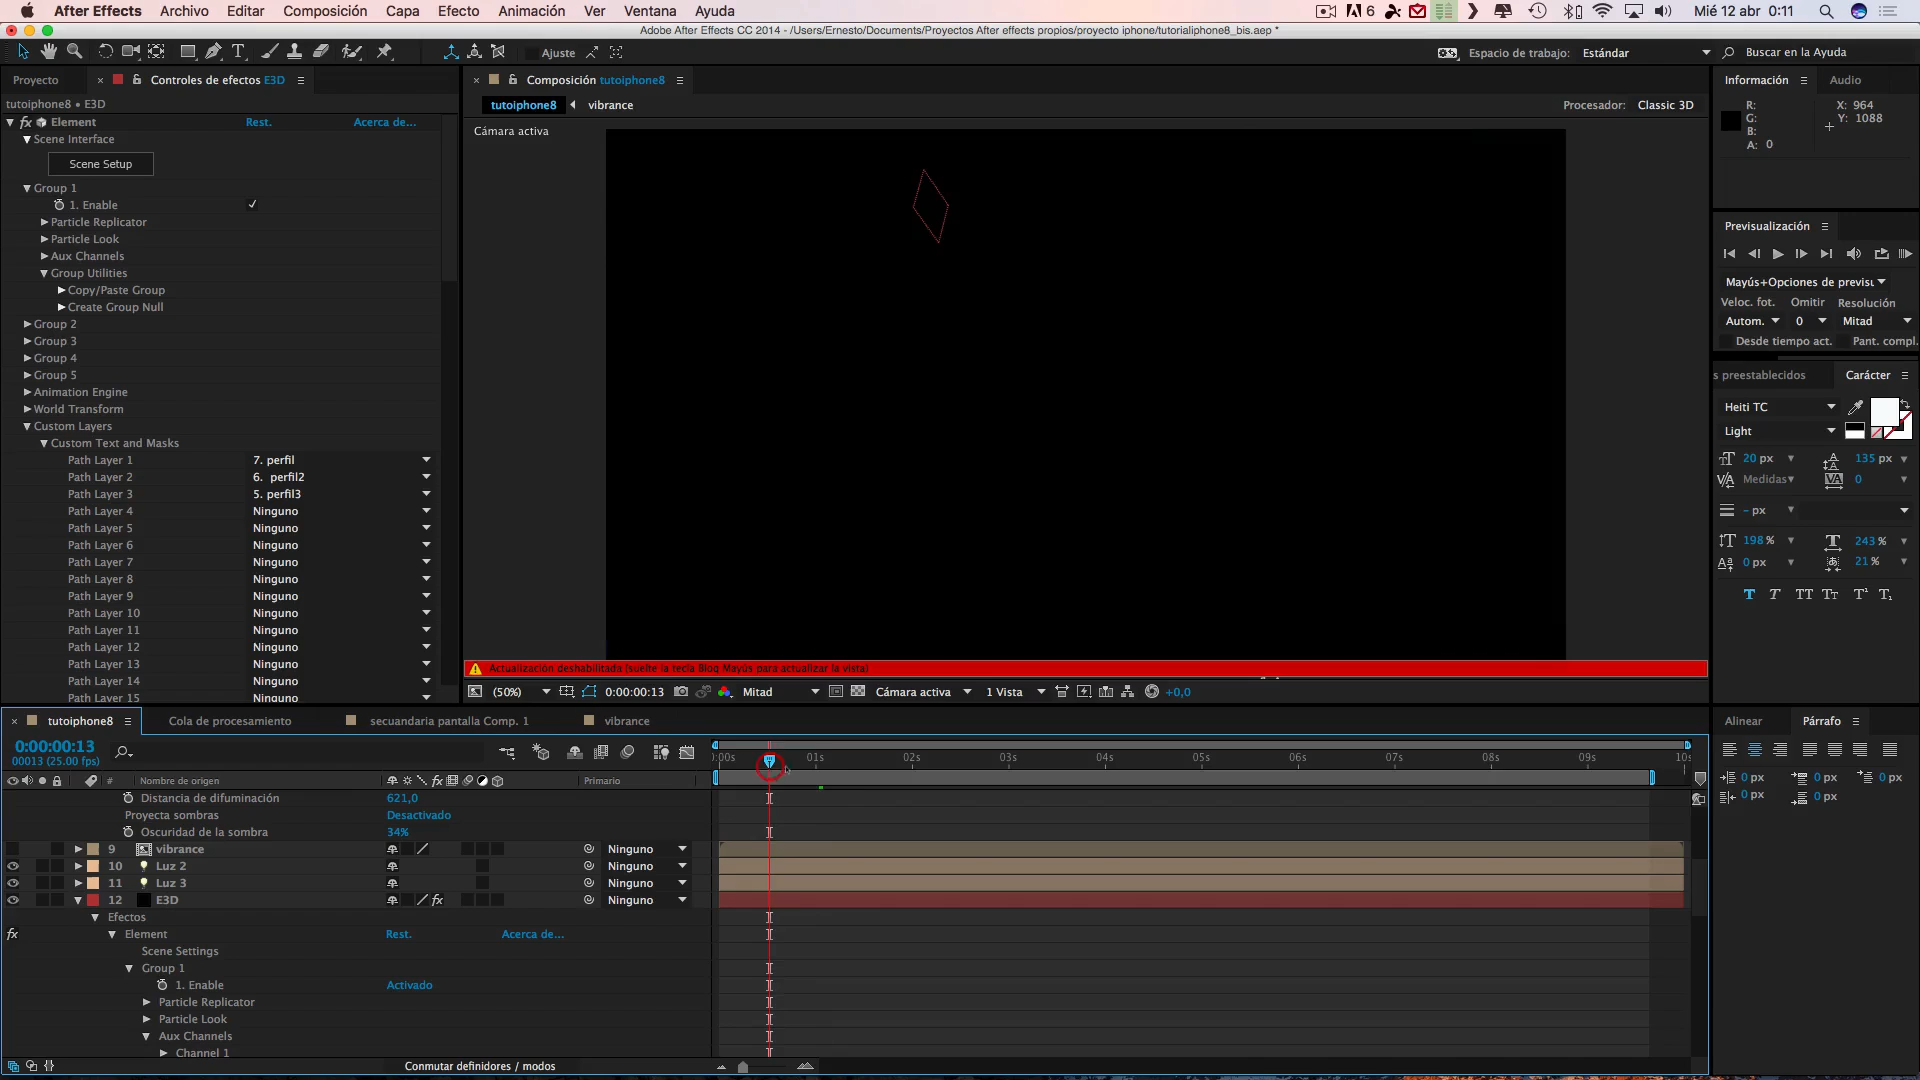 After Effects Archivo Editar Composición Capa Efecto Animación Ver Ventana Ayuda
6 Mié 12 abr 0:11
Adobe After Effects CC 2014 - /Users/Ernesto/Documents/Proyectos After effects propios/proyecto iphone/tutorialiphone8_bis.aep *
Ajuste
Espacio de trabajo: Estándar
Buscar en la Ayuda
Proyecto
Controles de efectos E3D
tutoiphone8 • E3D
fx Element Rest. Acerca de...
Scene Interface
Scene Setup
Group 1
1. Enable
Particle Replicator
Particle Look
Aux Channels
Group Utilities
Copy/Paste Group
Create Group Null
Group 2
Group 3
Group 4
Group 5
Animation Engine
World Transform
Custom Layers
Custom Text and Masks
Path Layer 1 7. perfil
Path Layer 2 6. perfil2
Path Layer 3 5. perfil3
Path Layer 4 Ninguno
Path Layer 5 Ninguno
Path Layer 6 Ninguno
Path Layer 7 Ninguno
Path Layer 8 Ninguno
Path Layer 9 Ninguno
Path Layer 10 Ninguno
Path Layer 11 Ninguno
Path Layer 12 Ninguno
Path Layer 13 Ninguno
Path Layer 14 Ninguno
Path Layer 15 Ninguno
Composición tutoiphone8
tutoiphone8 vibrance
Procesador: Classic 3D
Cámara activa
Actualización deshabilitada (suelte la tecla Bloq Mayús para actualizar la vista)
(50%) 0:00:00:13 Mitad Cámara activa 1 Vista +0,0
Información Audio
R:
G:
B:
A: 0
X: 964
Y: 1088
Previsualización
Mayús+Opciones de previsu
Veloc. fot. Omitir Resolución
Autom. 0 Mitad
Desde tiempo act. Pant. compl.
s preestablecidos Carácter
Heiti TC
Light
20 px 135 px
Medidas 0
- px
198 % 243 %
0 px 21 %
T T TT Tt T¹ T₁
Alinear Párrafo
0 px 0 px 0 px
0 px 0 px
tutoiphone8 Cola de procesamiento secuandaria pantalla Comp. 1 vibrance
0:00:00:13
00013 (25.00 fps)
:00s 01s 02s 03s 04s 05s 06s 07s 08s 09s 10s
# Nombre de origen fx Primario
Distancia de difuminación 621,0
Proyecta sombras Desactivado
Oscuridad de la sombra 34%
9 vibrance Ninguno
10 Luz 2 Ninguno
11 Luz 3 Ninguno
12 E3D fx Ninguno
Efectos
fx Element Rest. Acerca de...
Scene Settings
Group 1
1. Enable Activado
Particle Replicator
Particle Look
Aux Channels
Channel 1
Conmutar definidores / modos